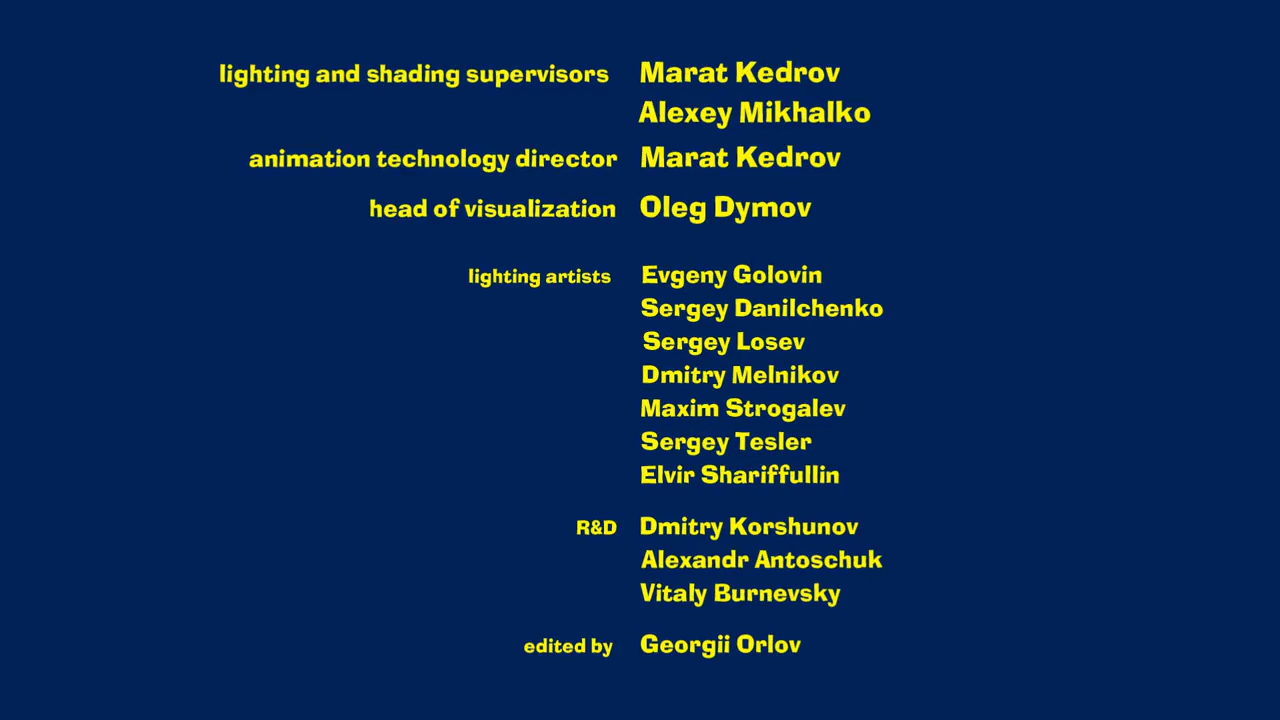 lighting and shading supervisors Marat Kedrov
Alexey Mikhalko
animation technology director Marat Kedrov
head of visualization Oleg Dymov
lighting artists Evgeny Golovin
Sergey Danilchenko
Sergey Losev
Dmitry Melnikov
Maxim Strogalev
Sergey Tesler
Elvir Shariffullin
R&D Dmitry Korshunov
Alexandr Antoschuk
Vitaly Burnevsky
edited by Georgii Orlov